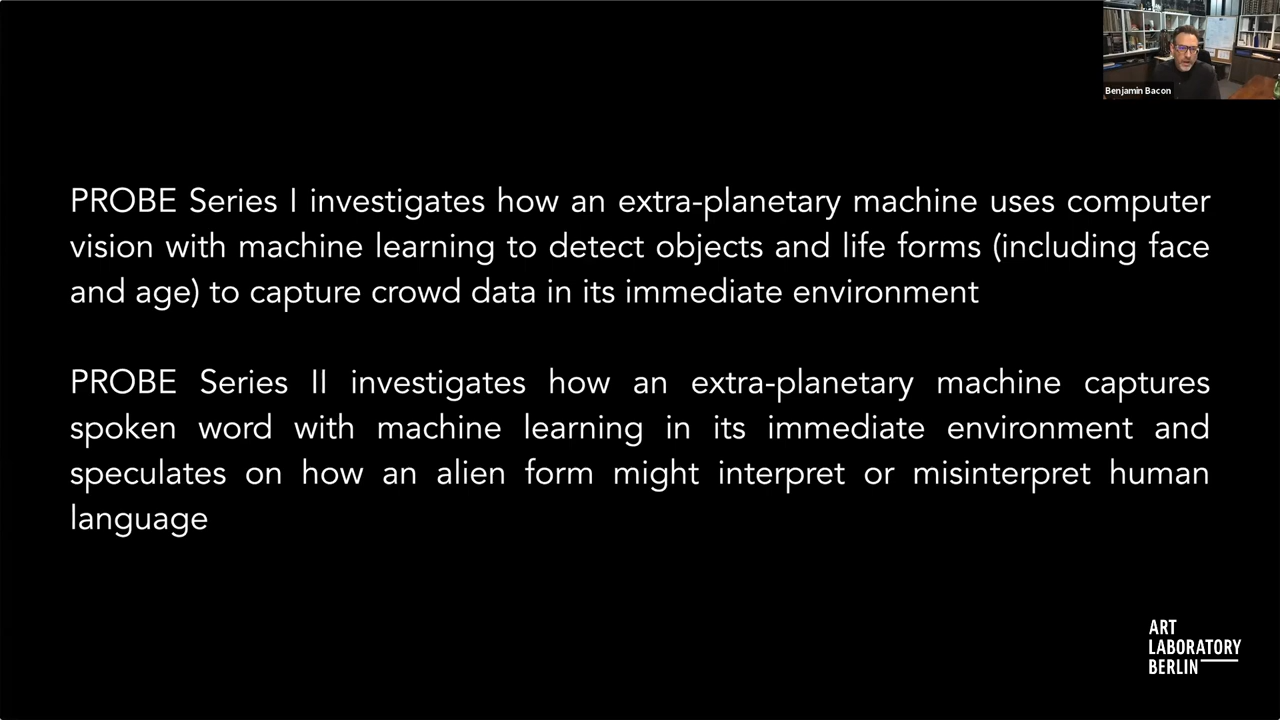 Benjamin Bacon
PROBE Series I investigates how an extra-planetary machine uses computer
vision with machine learning to detect objects and life forms (including face
and age) to capture crowd data in its immediate environment
PROBE Series II investigates how an extra-planetary machine captures
spoken word with machine learning in its immediate environment and
speculates on how an alien form might interpret or misinterpret human
language
ART
LABORATORY
BERLIN